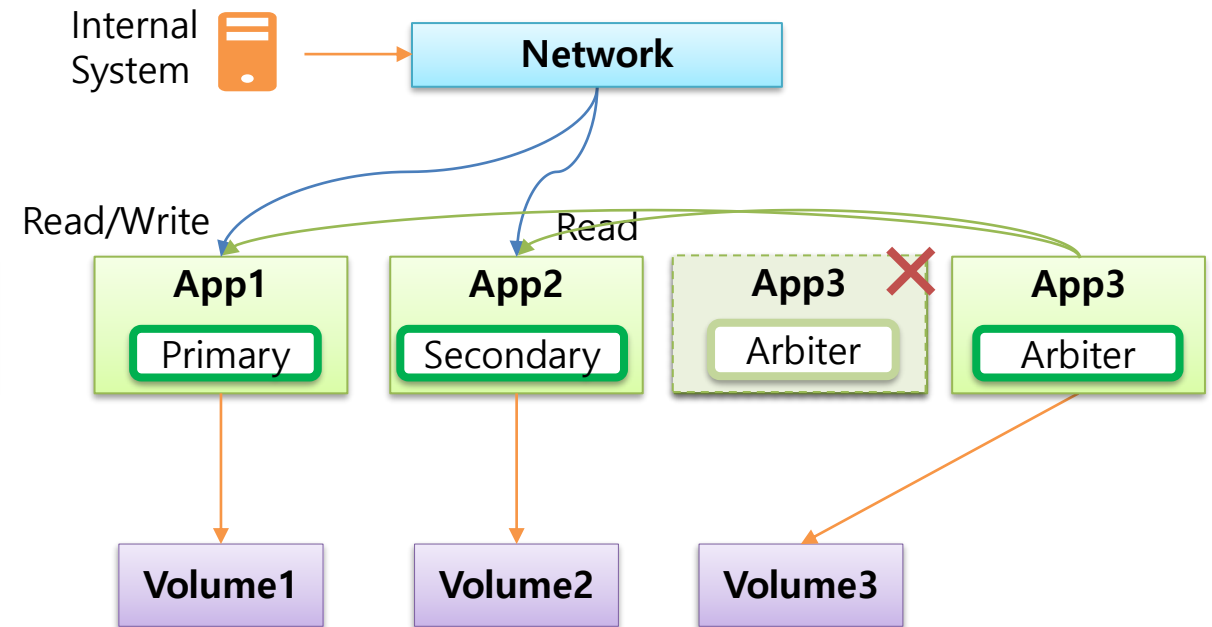 Internal
System
Network
Read/Write
Read
App1
App2
App3
App3
Primary
Secondary
Arbiter
Arbiter
Volume1
Volume2
Volume3